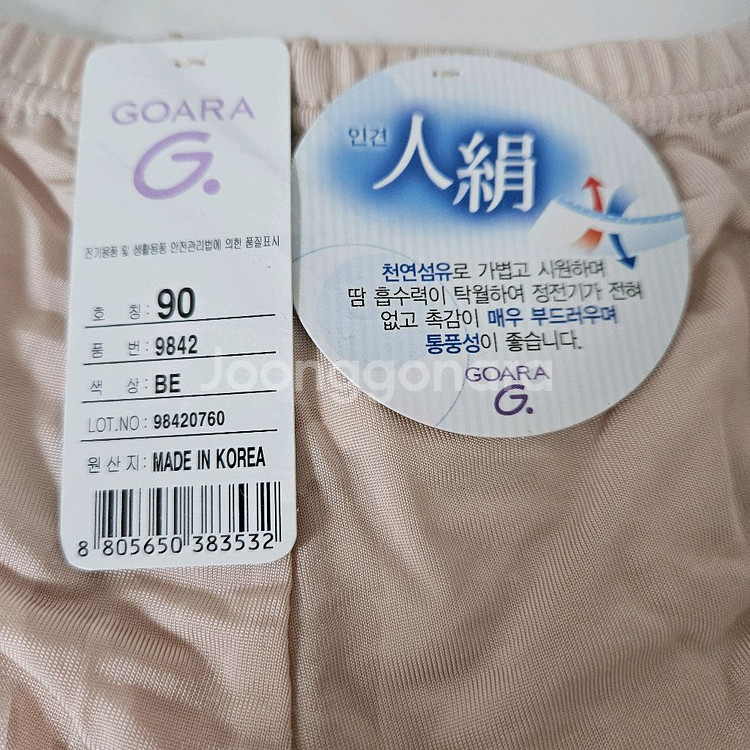 GOARA
G.
전기용품 및 생활용품 안전관리법에 의한 품질표시
호 칭: 90
품 번: 9842
색 상: BE
LOT.NO: 98420760
원 산 지: MADE IN KOREA
8 805650 383532
인견
人絹
천연섬유로 가볍고 시원하며
땀 흡수력이 탁월하여 정전기가 전혀
없고 촉감이 매우 부드러우며
통풍성이 좋습니다.
GOARA
G.
Joonggonara